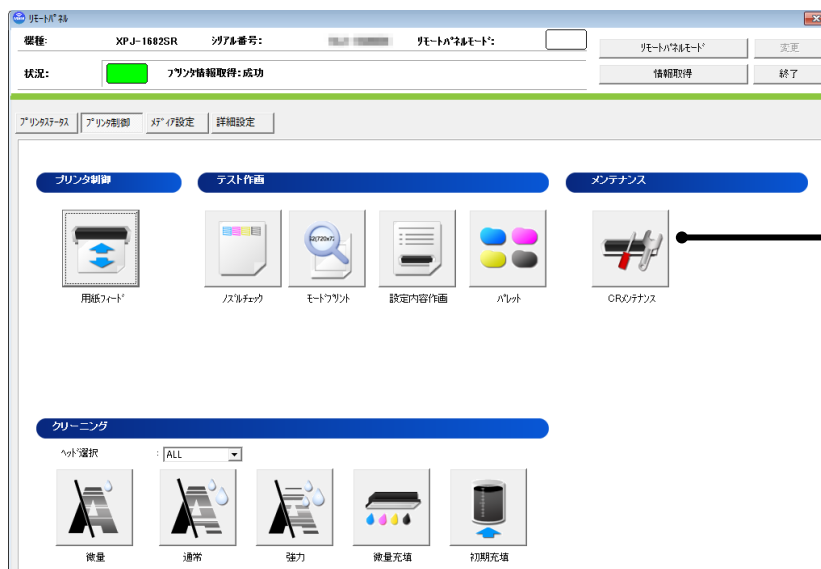 リモートパネル
機種: XPJ-1682SR シリアル番号: リモートパネルモード: リモートパネルモード 変更
状況: プリンタ情報取得:成功 情報取得 終了
プリンタステータス プリンタ制御 メディア設定 詳細設定
プリンタ制御 テスト作画 メンテナンス
用紙フィード ノズルチェック モードプリント 設定内容作画 パレット CRメンテナンス
クリーニング
ヘッド選択 : ALL
微量 通常 強力 微量充填 初期充填